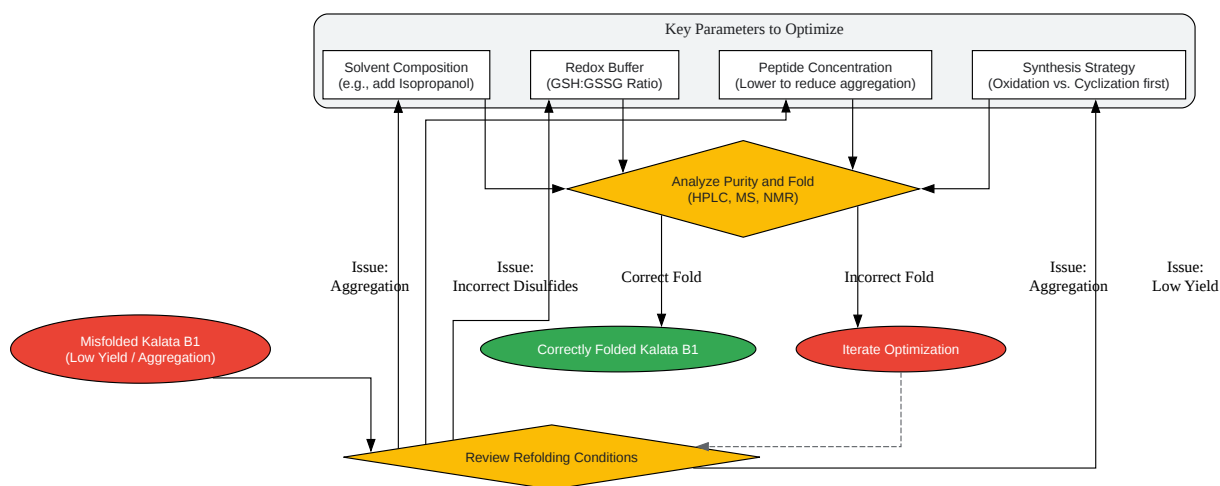 Key Parameters to Optimize
Solvent Composition
(e.g., add Isopropanol)
Redox Buffer
(GSH:GSSG Ratio)
Peptide Concentration
(Lower to reduce aggregation)
Synthesis Strategy
(Oxidation vs. Cyclization first)
Analyze Purity and Fold
(HPLC, MS, NMR)
Issue:
Aggregation
Issue:
Incorrect Disulfides
Correct Fold
Incorrect Fold
Issue:
Aggregation
Issue:
Low Yield
Misfolded Kalata B1
(Low Yield / Aggregation)
Correctly Folded Kalata B1
Iterate Optimization
Review Refolding Conditions